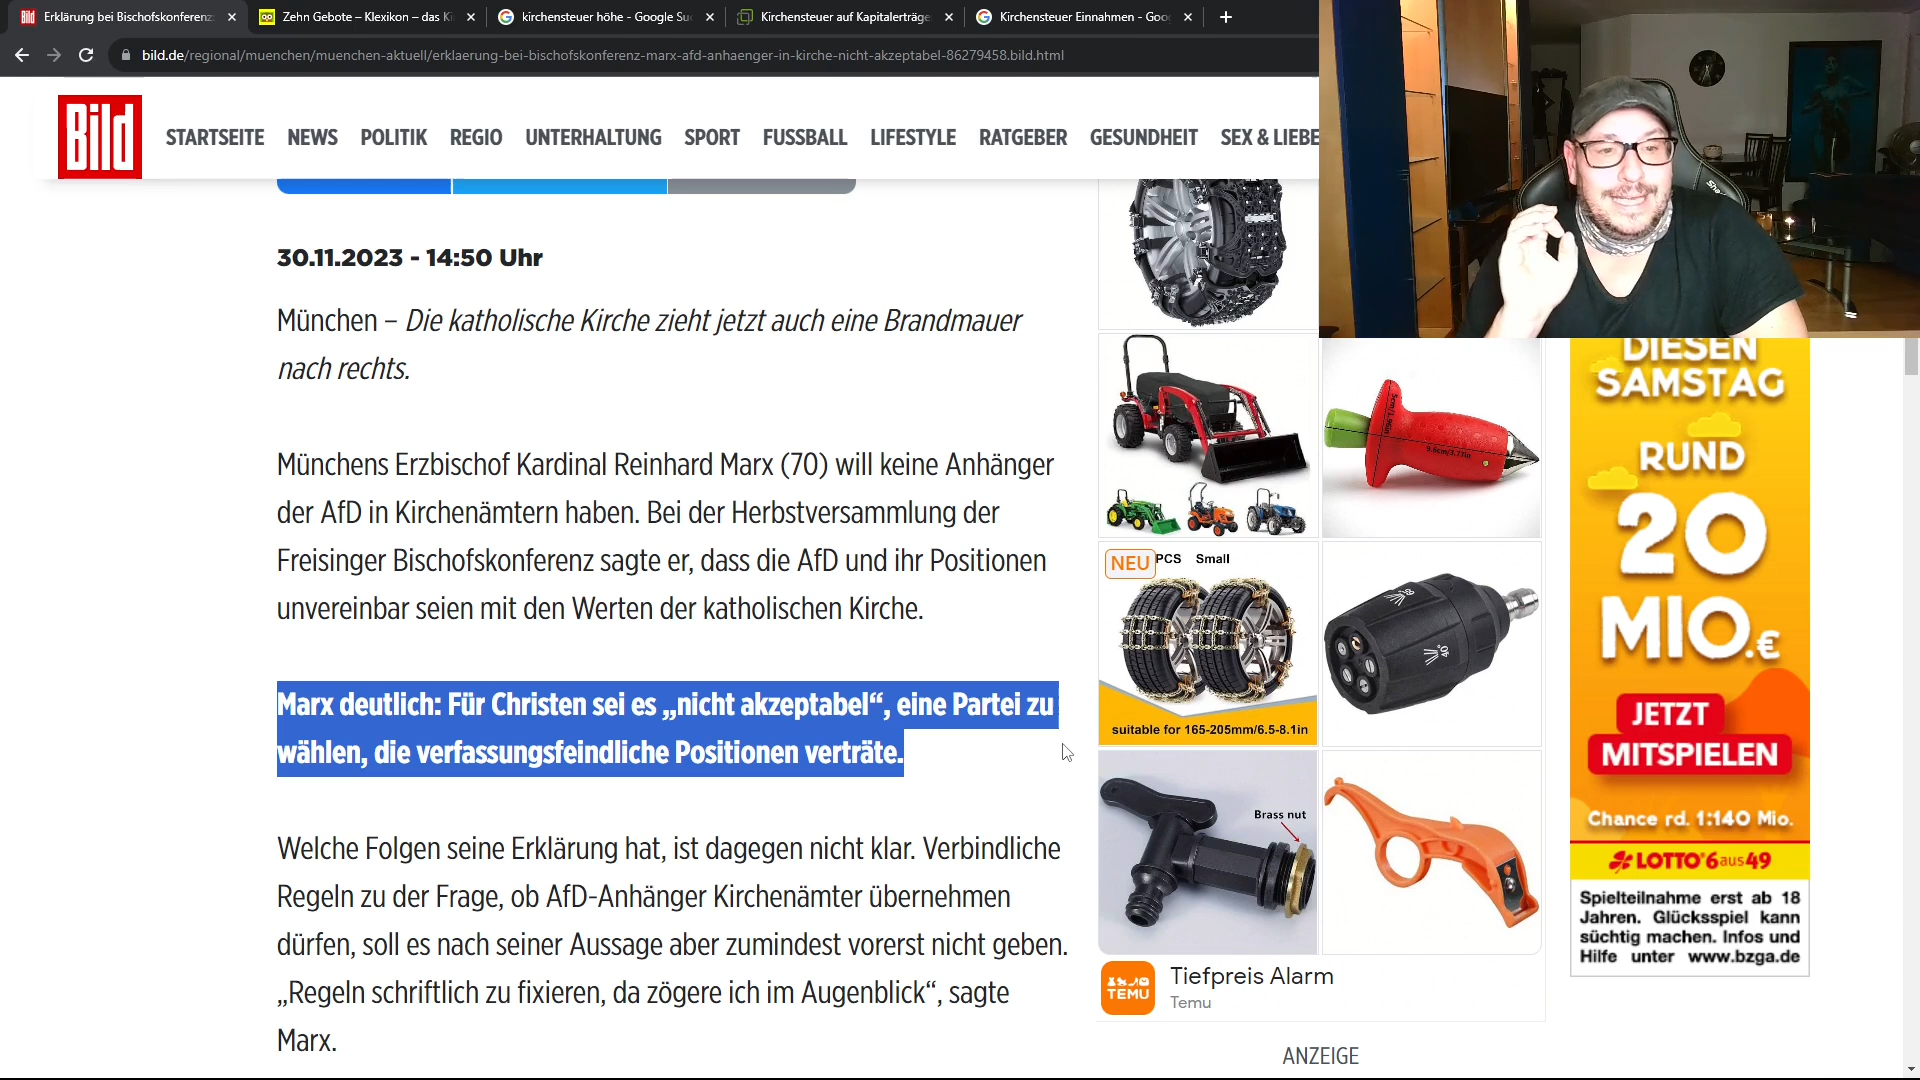 Erklärung bei Bischofskonferenz:
Zehn Gebote – Klexikon – das Ki
kirchensteuer höhe - Google Su
Kirchensteuer auf Kapitalerträge
Kirchensteuer Einnahmen - Goog
bild.de/regional/muenchen/muenchen-aktuell/erklaerung-bei-bischofskonferenz-marx-afd-anhaenger-in-kirche-nicht-akzeptabel-86279458.bild.html
Bild
STARTSEITE NEWS POLITIK REGIO UNTERHALTUNG SPORT FUSSBALL LIFESTYLE RATGEBER GESUNDHEIT SEX & LIEBE
30.11.2023 - 14:50 Uhr
München – Die katholische Kirche zieht jetzt auch eine Brandmauer
nach rechts.
Münchens Erzbischof Kardinal Reinhard Marx (70) will keine Anhänger
der AfD in Kirchenämtern haben. Bei der Herbstversammlung der
Freisinger Bischofskonferenz sagte er, dass die AfD und ihr Positionen
unvereinbar seien mit den Werten der katholischen Kirche.
Marx deutlich: Für Christen sei es „nicht akzeptabel“, eine Partei zu
wählen, die verfassungsfeindliche Positionen verträte.
Welche Folgen seine Erklärung hat, ist dagegen nicht klar. Verbindliche
Regeln zu der Frage, ob AfD-Anhänger Kirchenämter übernehmen
dürfen, soll es nach seiner Aussage aber zumindest vorerst nicht geben.
„Regeln schriftlich zu fixieren, da zögere ich im Augenblick“, sagte
Marx.
NEU
PCS Small
suitable for 165-205mm/6.5-8.1in
Brass nut
TEMU
Tiefpreis Alarm
Temu
ANZEIGE
DIESEN
SAMSTAG
RUND
20
MIO.€
JETZT
MITSPIELEN
Chance rd. 1:140 Mio.
LOTTO 6aus49
Spielteilnahme erst ab 18
Jahren. Glücksspiel kann
süchtig machen. Infos und
Hilfe unter www.bzga.de